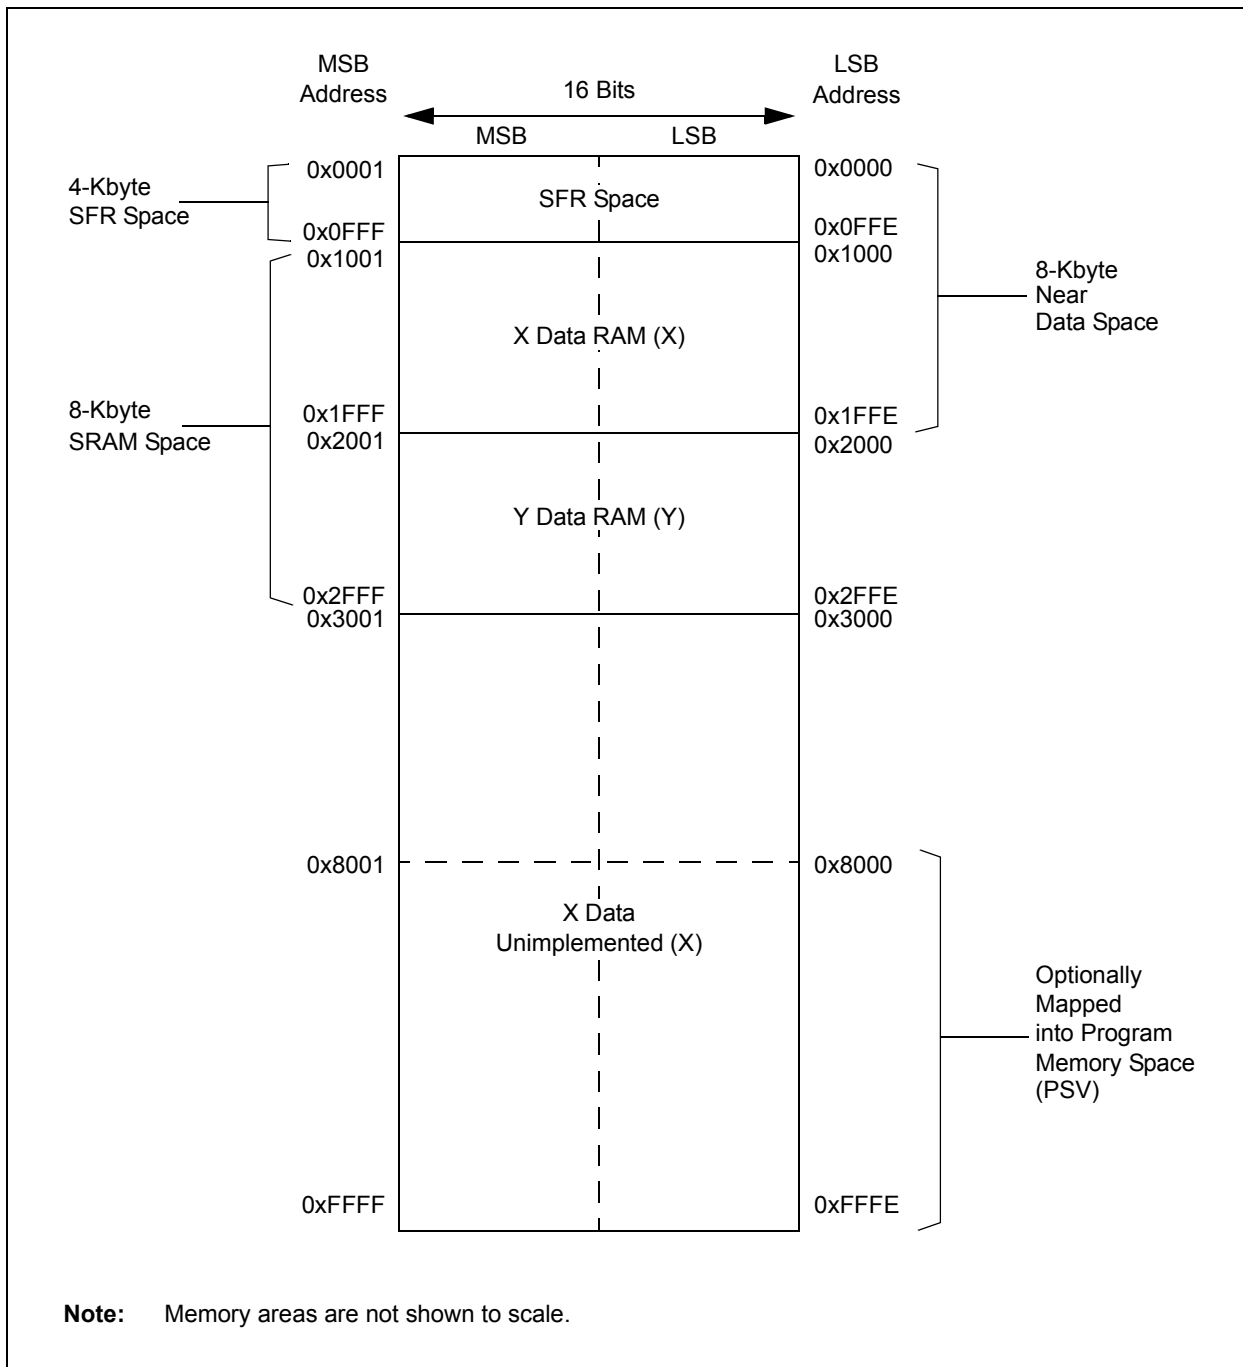 MSB
Address
LSB
Address
16 Bits
MSB
LSB
0x0001
0x0000
4-Kbyte
SFR Space
SFR Space
0x0FFF
0x0FFE
0x1001
0x1000
8-Kbyte
Near
Data Space
X Data RAM (X)
8-Kbyte
SRAM Space
0x1FFF
0x1FFE
0x2001
0x2000
Y Data RAM (Y)
0x2FFF
0x2FFE
0x3001
0x3000
0x8001
0x8000
X Data
Unimplemented (X)
Optionally
Mapped
into Program
Memory Space
(PSV)
0xFFFF
0xFFFE
Note: Memory areas are not shown to scale.